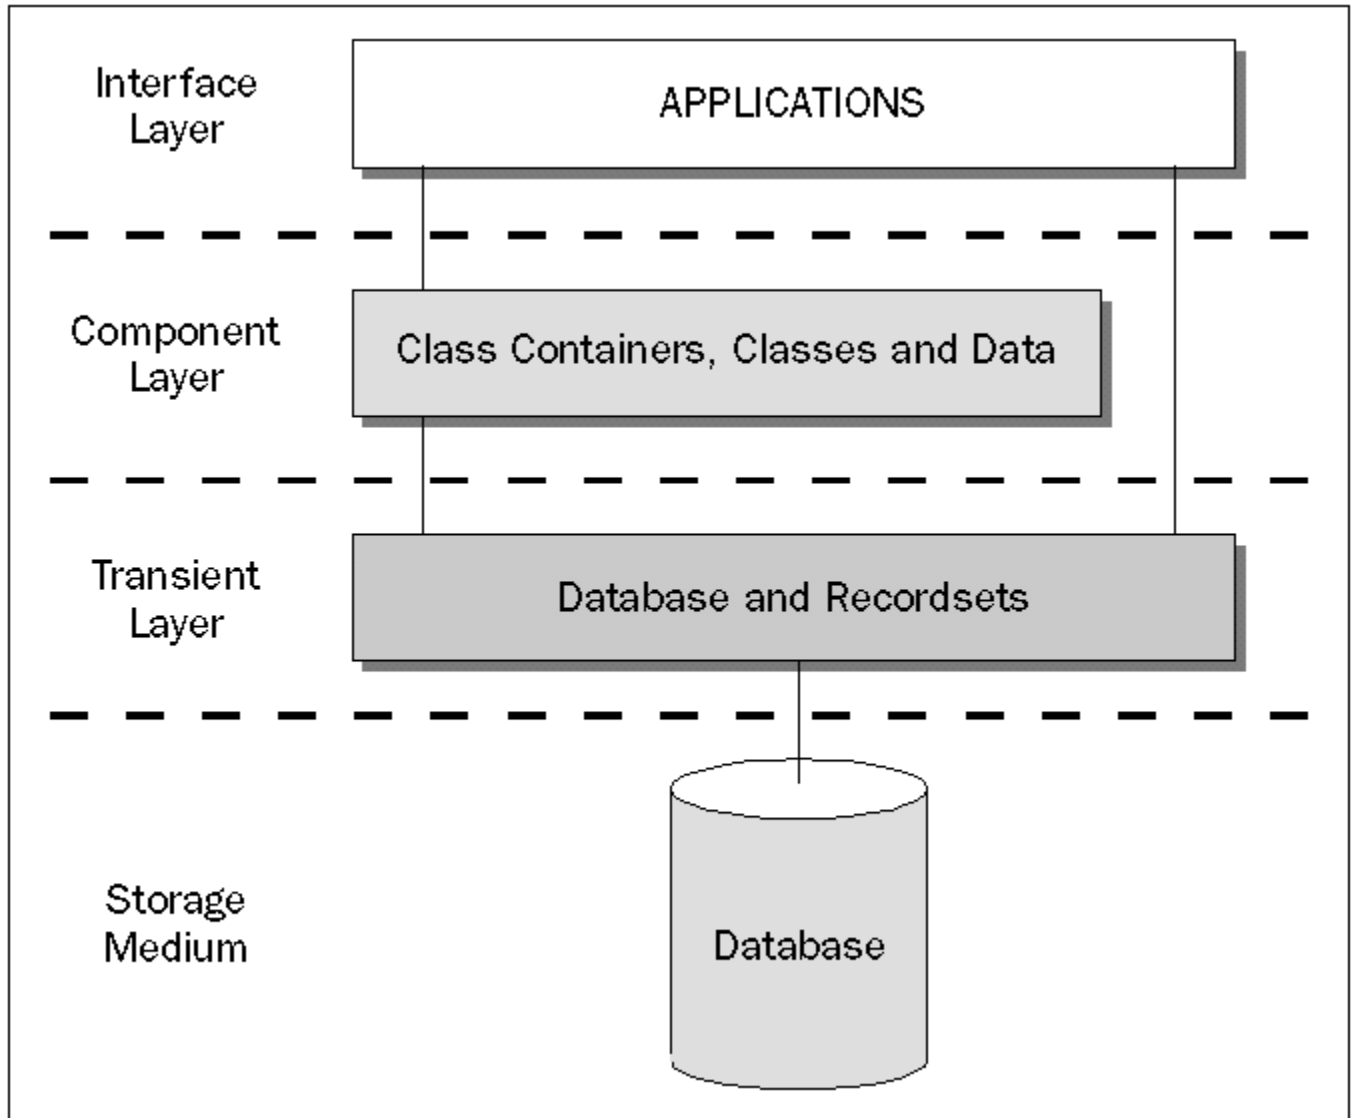 Interface
Layer
APPLICATIONS
Component
Layer
Class Containers, Classes and Data
Transient
Layer
Database and Recordsets
Storage
Medium
Database